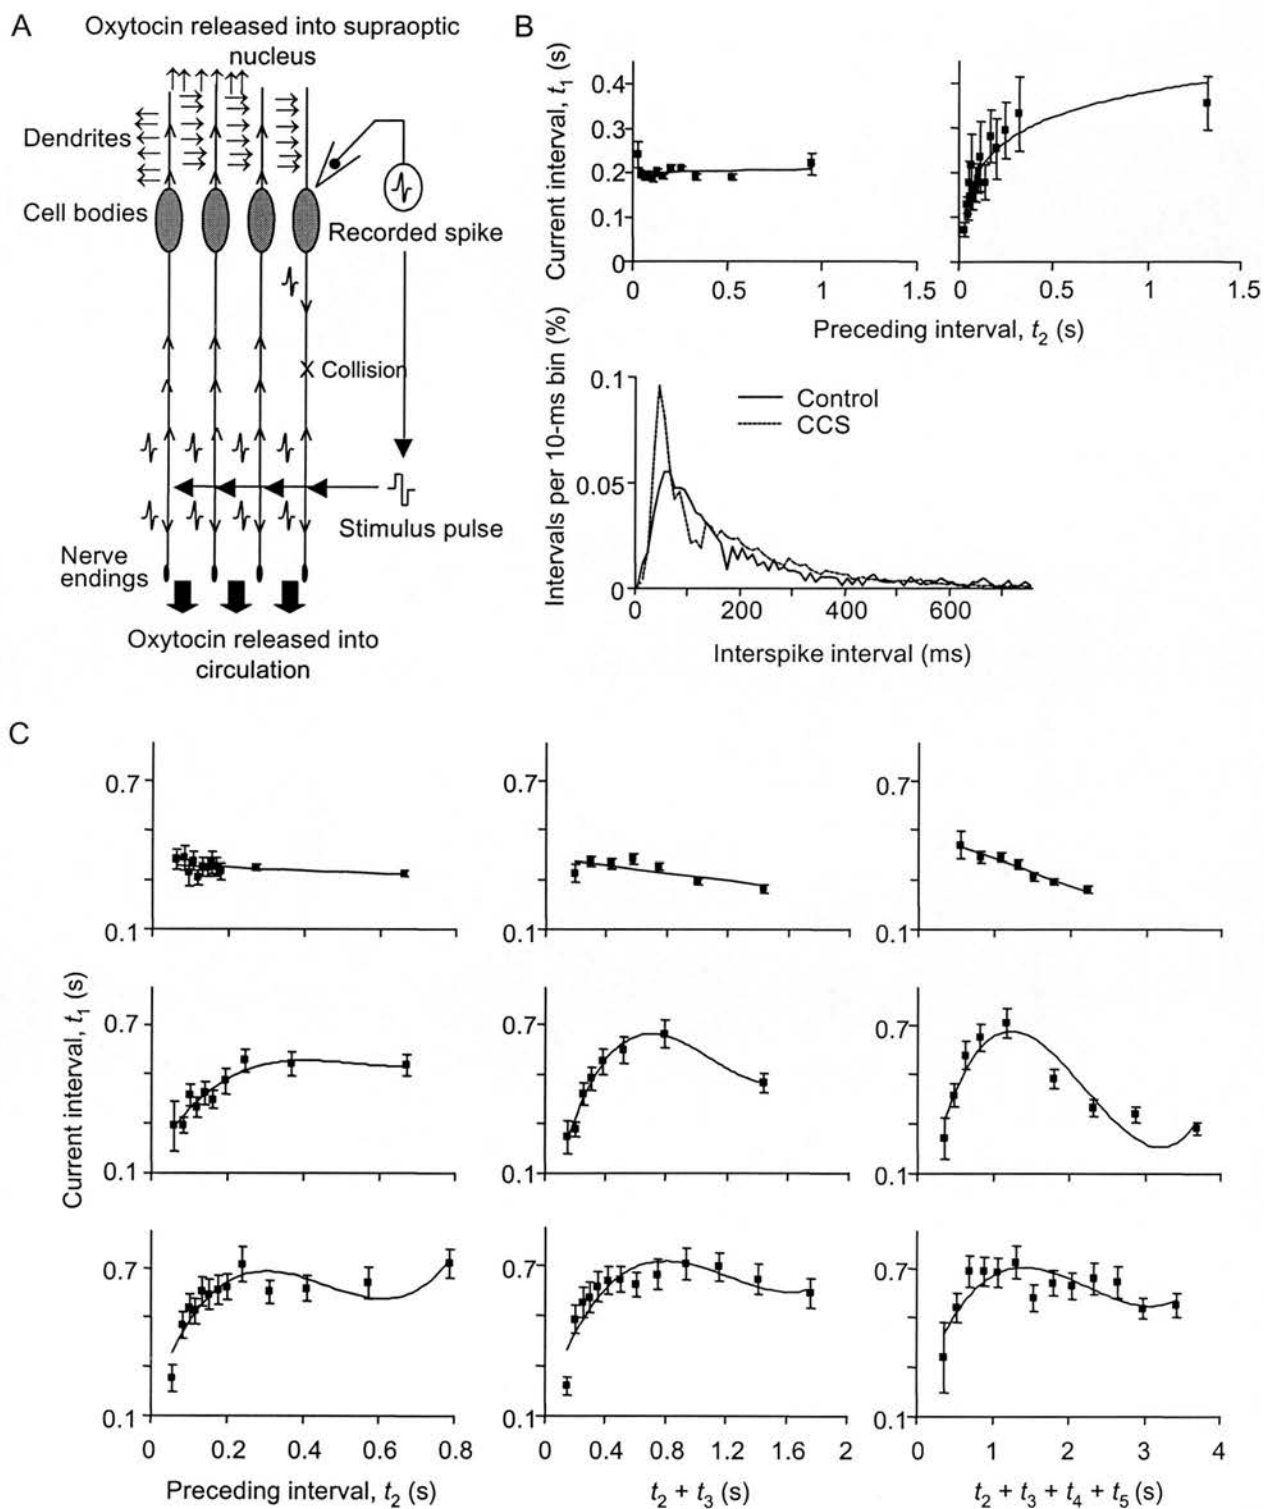 A
Oxytocin released into supraoptic
nucleus
Dendrites
Cell bodies
Recorded spike
Collision
Stimulus pulse
Nerve
endings
Oxytocin released into
circulation
B
Current interval, t1 (s)
0.4
0.3
0.2
0.1
0
0
0.5
1
1.5
0
0.5
1
1.5
Preceding interval, t2 (s)
Intervals per 10-ms bin (%)
0.1
0.05
0
Control
CCS
0
200
400
600
Interspike interval (ms)
C
Current interval, t1 (s)
0.7
0.1
0.7
0.1
0.7
0.1
0.7
0.1
0.7
0.1
0.7
0.1
0.7
0.1
0 0.2 0.4 0.6 0.8
Preceding interval, t2 (s)
0.7
0.1
0 0.4 0.8 1.2 1.6 2
t2 + t3 (s)
0.7
0.1
0 1 2 3 4
t2 + t3 + t4 + t5 (s)